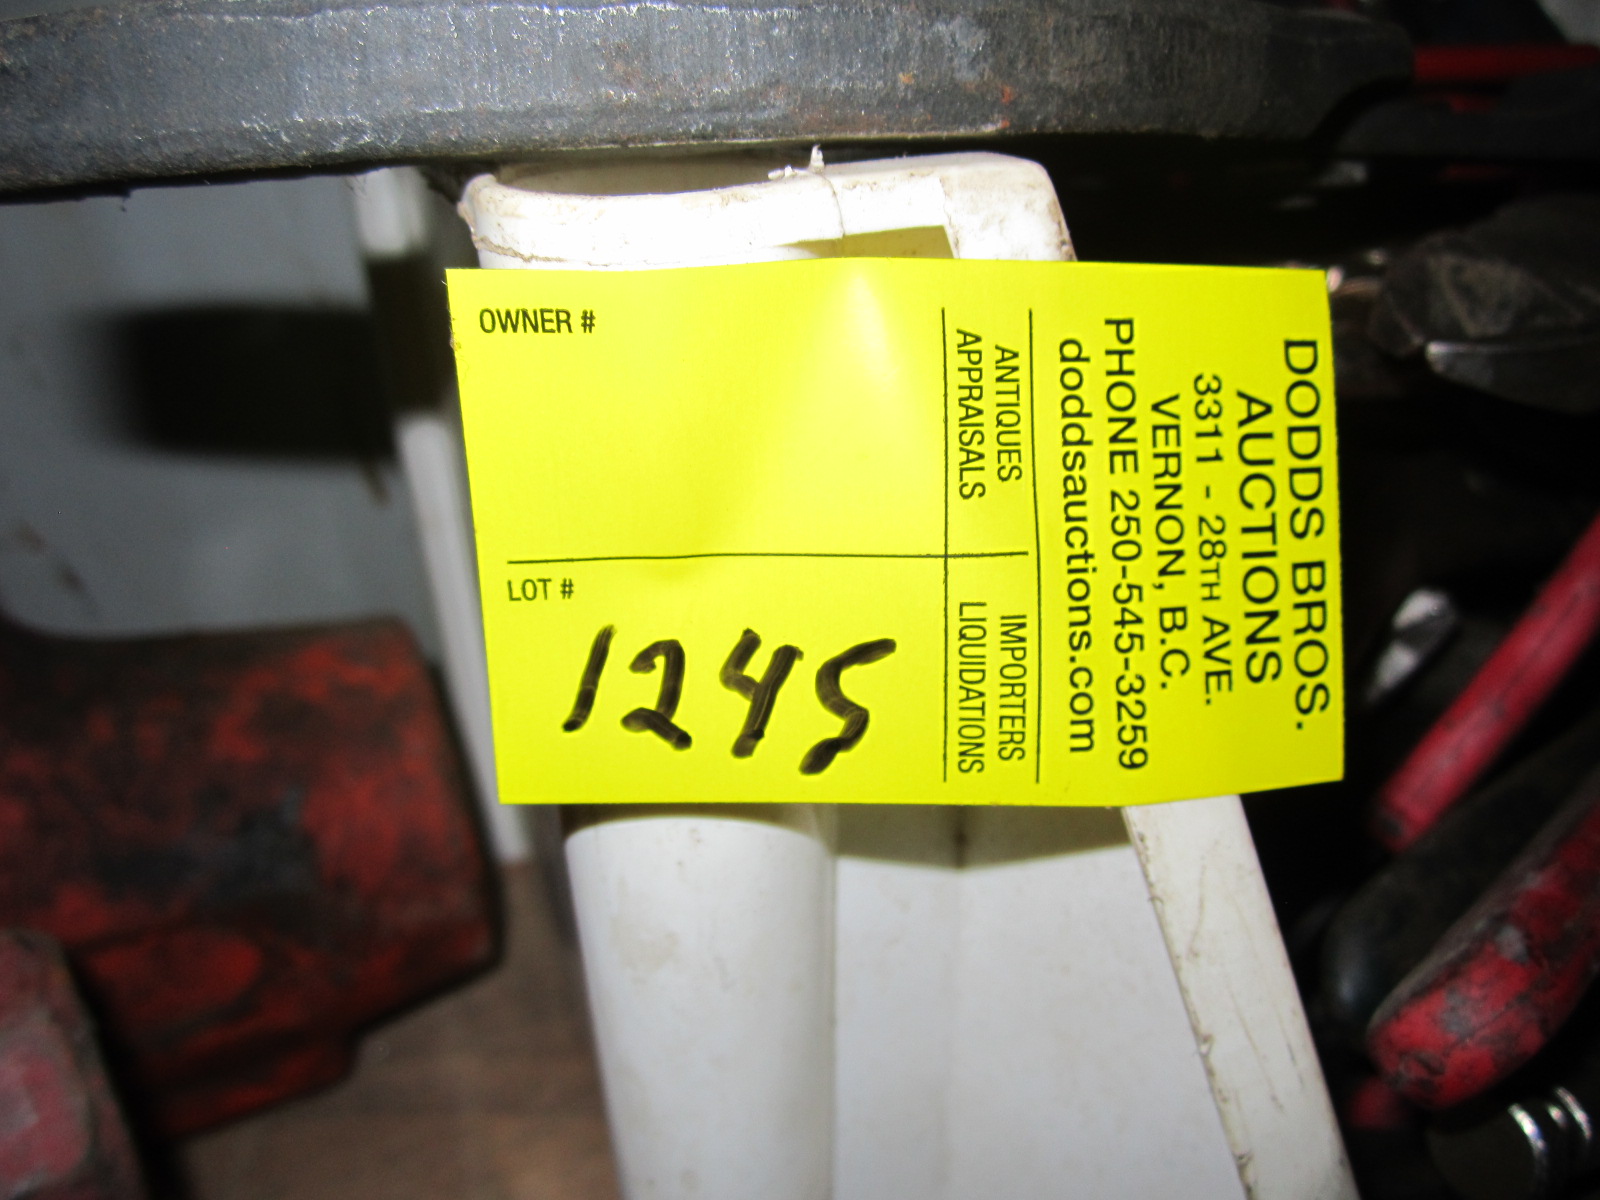 DODDS BROS.
AUCTIONS
3311 - 28TH AVE.
VERNON, B.C.
PHONE 250-545-3259
doddsauctions.com
ANTIQUES
APPRAISALS
IMPORTERS
LIQUIDATIONS
OWNER #
LOT #
1245